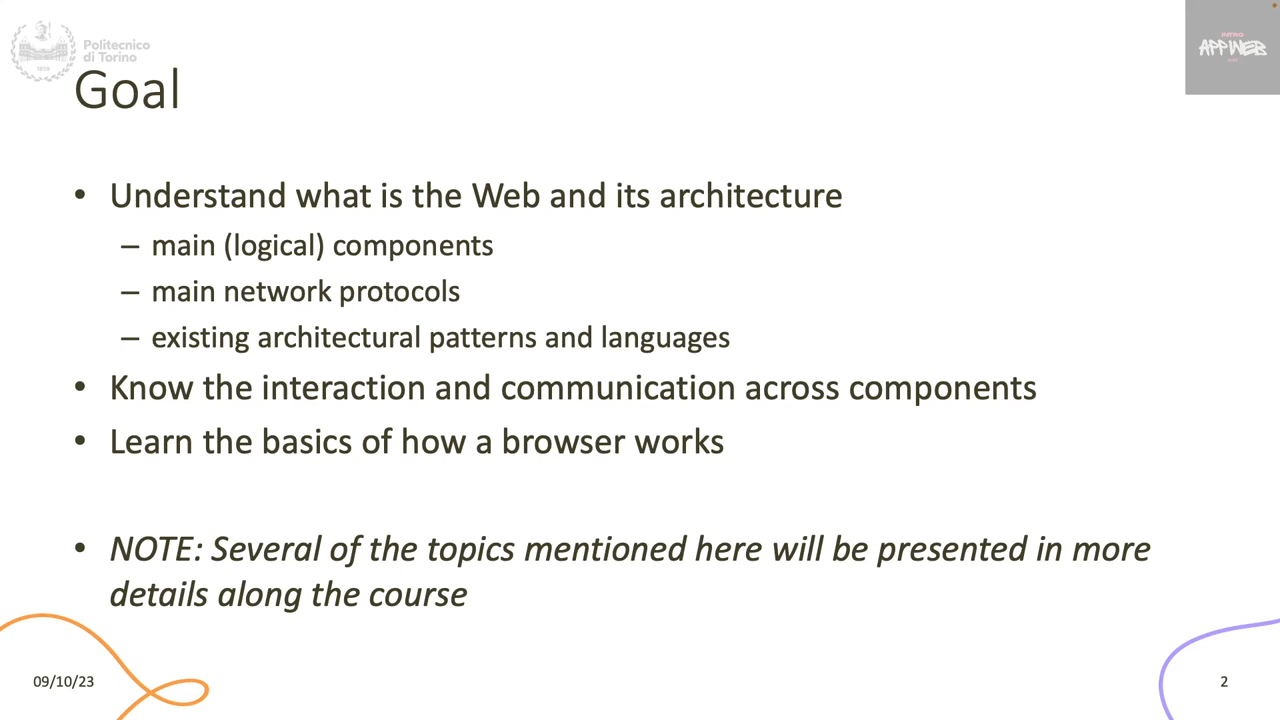 Politecnico
di Torino
1859
INTRO
APPWEB
Goal
• Understand what is the Web and its architecture
– main (logical) components
– main network protocols
– existing architectural patterns and languages
• Know the interaction and communication across components
• Learn the basics of how a browser works
• NOTE: Several of the topics mentioned here will be presented in more
details along the course
09/10/23
2